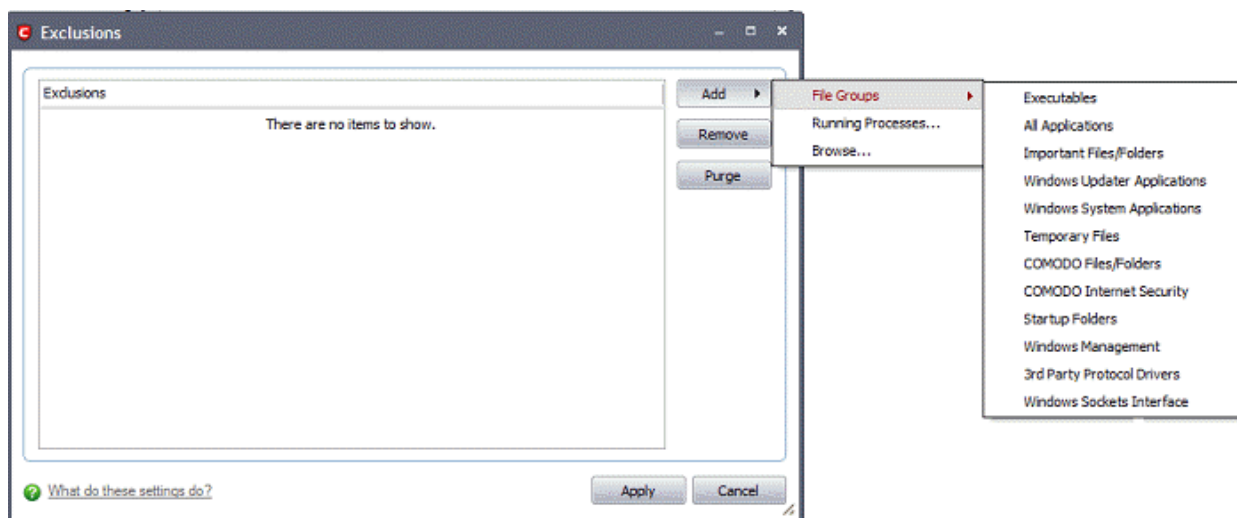 Exclusions
Exclusions
There are no items to show.
Add
Remove
Purge
File Groups
Running Processes...
Browse...
Executables
All Applications
Important Files/Folders
Windows Updater Applications
Windows System Applications
Temporary Files
COMODO Files/Folders
COMODO Internet Security
Startup Folders
Windows Management
3rd Party Protocol Drivers
Windows Sockets Interface
What do these settings do?
Apply
Cancel